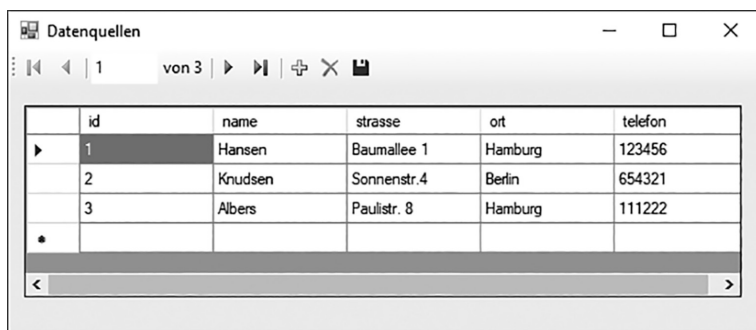 Datenquellen
1 von 3
id name strasse ort telefon
1 Hansen Baumallee 1 Hamburg 123456
2 Knudsen Sonnenstr.4 Berlin 654321
3 Albers Paulistr. 8 Hamburg 111222